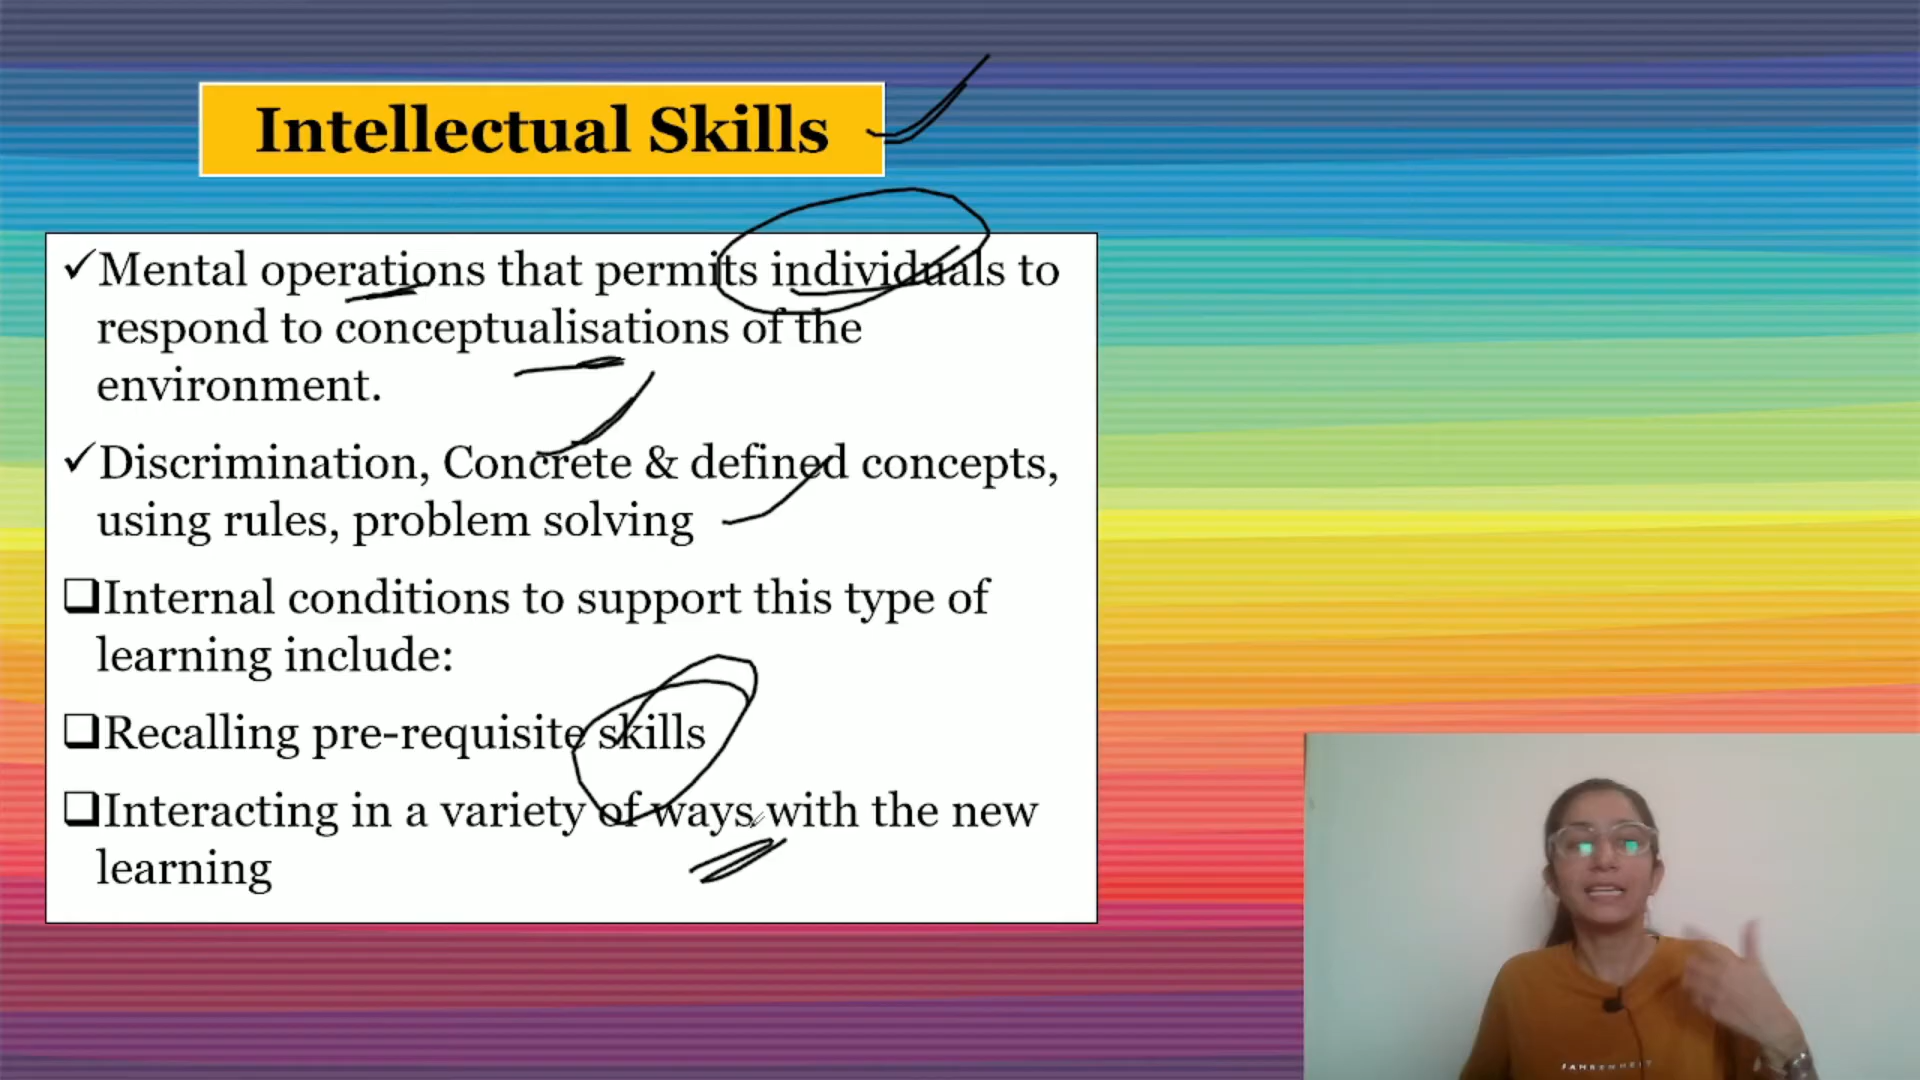 Intellectual Skills
✓Mental operations that permits individuals to
respond to conceptualisations of the
environment.
✓Discrimination, Concrete & defined concepts,
using rules, problem solving
❑Internal conditions to support this type of
learning include:
❑Recalling pre-requisite skills
❑Interacting in a variety of ways with the new
learning
FAHRENHEIT